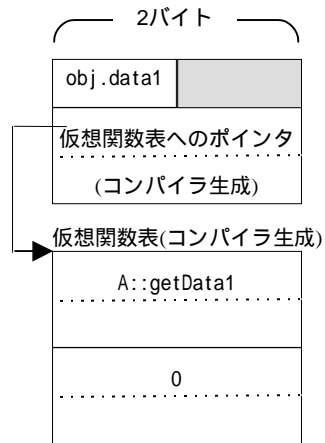 2バイト
obj.data1
仮想関数表へのポインタ
(コンパイラ生成)
仮想関数表(コンパイラ生成)
A::getData1
0